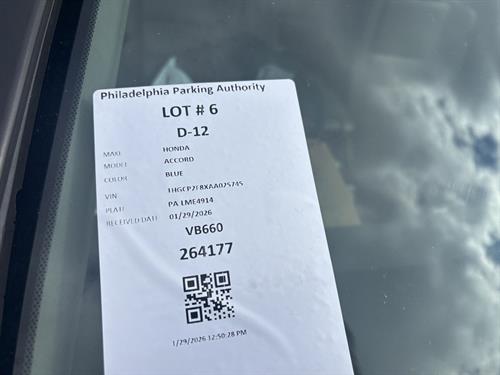 Philadelphia Parking Authority
LOT # 6
D-12
MAKE HONDA
MODEL ACCORD
COLOR BLUE
VIN 1HGCP2F8XAA025745
PLATE PA-LME4914
RECEIVED DATE 01/29/2026
VB660
264177
1/29/2026 12:50:28 PM